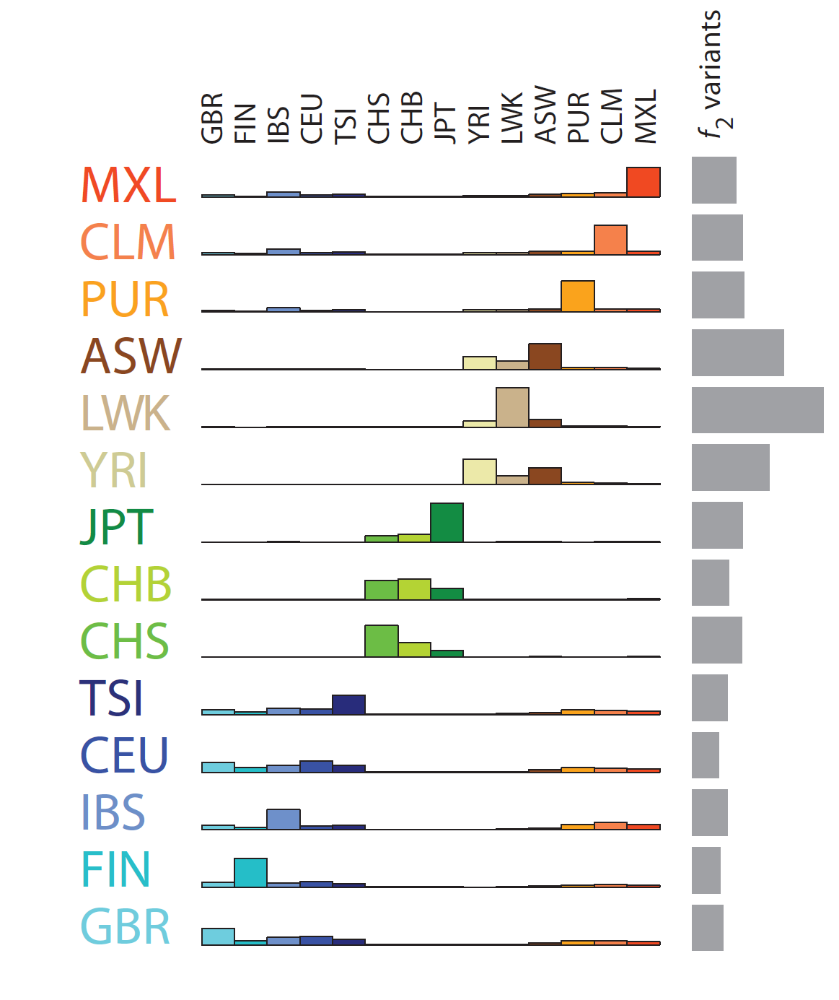 GBR FIN IBS CEU TSI CHS CHB JPT YRI LWK ASW PUR CLM MXL f2 variants
MXL
CLM
PUR
ASW
LWK
YRI
JPT
CHB
CHS
TSI
CEU
IBS
FIN
GBR